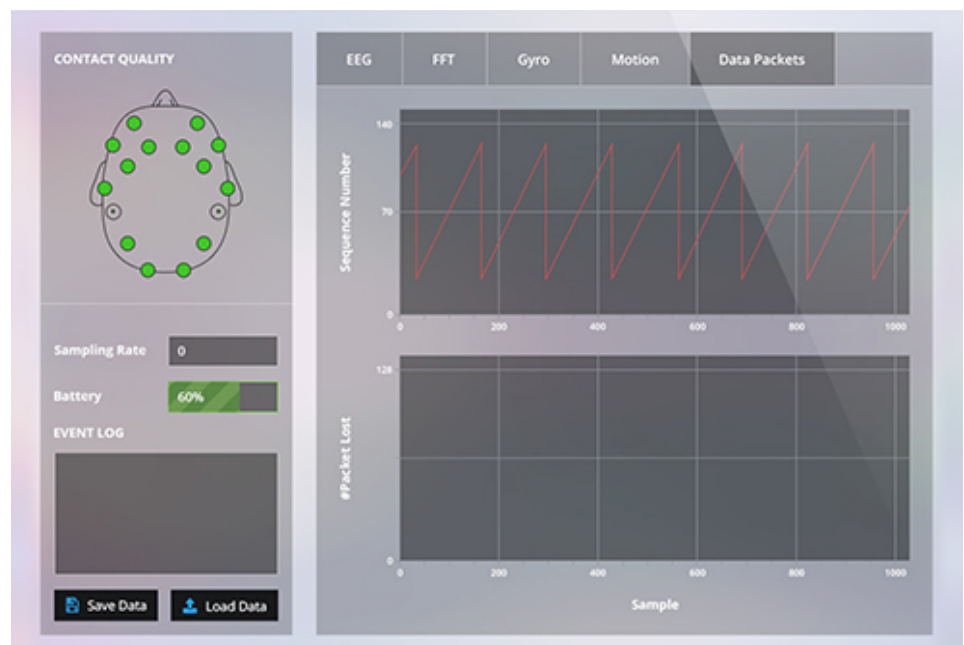 CONTACT QUALITY
Sampling Rate 0
Battery 60%
EVENT LOG
Save Data Load Data
EEG FFT Gyro Motion Data Packets
Sequence Number
140
70
0
0 200 400 600 800 1000
#Packet Lost
128
0
0 200 400 600 800 1000
Sample